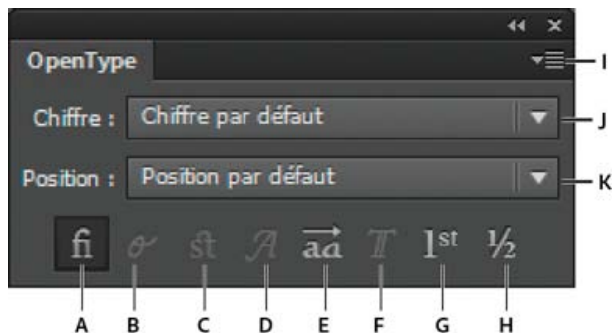 OpenType
I
Chiffre : Chiffre par défaut
J
Position : Position par défaut
K
fi st A aa T 1st ½
A B C D E F G H